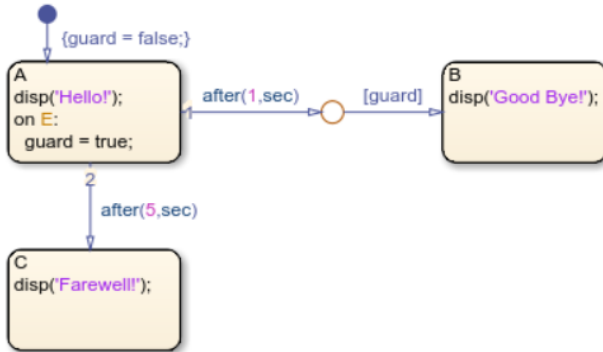 {guard = false;}
A
disp('Hello!');
on E:
guard = true;
1
after(1,sec)
[guard]
B
disp('Good Bye!');
2
after(5,sec)
C
disp('Farewell!');